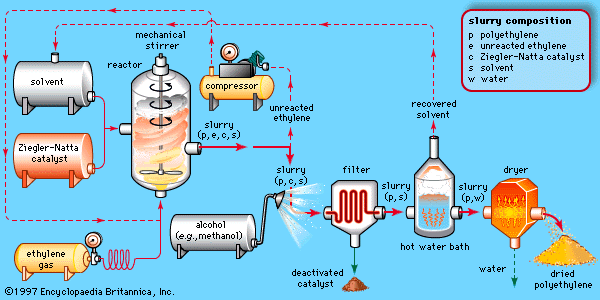 mechanical
stirrer
reactor
solvent
Ziegler-Natta
catalyst
ethylene
gas
compressor
unreacted
ethylene
slurry
(p, e, c, s)
slurry
(p, c, s)
alcohol
(e.g., methanol)
filter
deactivated
catalyst
slurry
(p, s)
recovered
solvent
hot water bath
slurry
(p, w)
dryer
water
dried
polyethylene
slurry composition
p polyethylene
e unreacted ethylene
c Ziegler-Natta catalyst
s solvent
w water
©1997 Encyclopaedia Britannica, Inc.